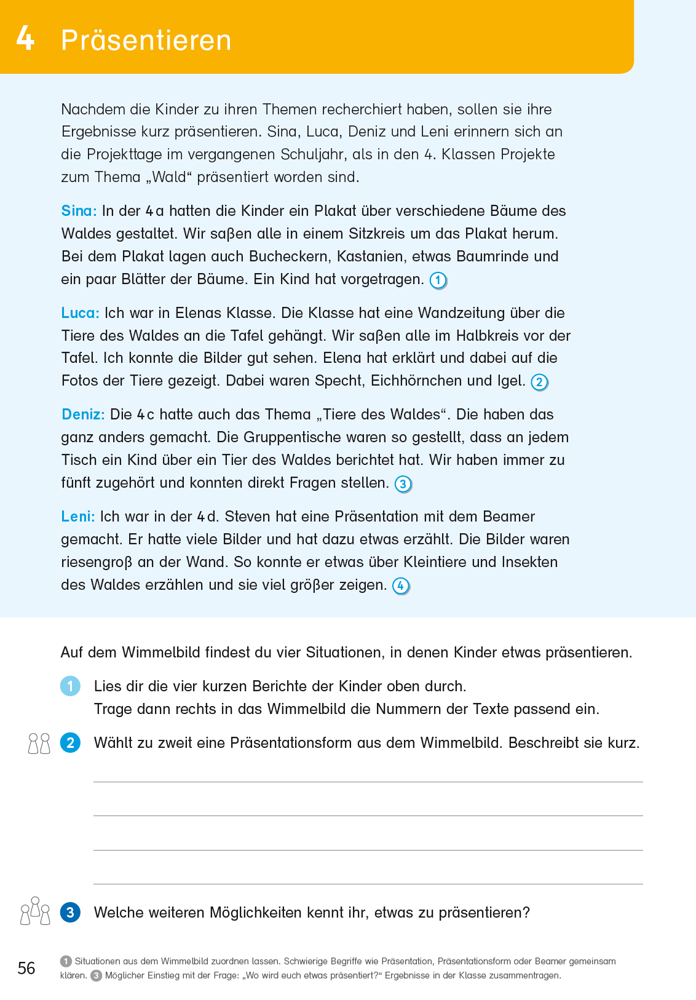 4 Präsentieren
Nachdem die Kinder zu ihren Themen recherchiert haben, sollen sie ihre
Ergebnisse kurz präsentieren. Sina, Luca, Deniz und Leni erinnern sich an
die Projekttage im vergangenen Schuljahr, als in den 4. Klassen Projekte
zum Thema „Wald“ präsentiert worden sind.
Sina: In der 4a hatten die Kinder ein Plakat über verschiedene Bäume des
Waldes gestaltet. Wir saßen alle in einem Sitzkreis um das Plakat herum.
Bei dem Plakat lagen auch Bucheckern, Kastanien, etwas Baumrinde und
ein paar Blätter der Bäume. Ein Kind hat vorgetragen. 1
Luca: Ich war in Elenas Klasse. Die Klasse hat eine Wandzeitung über die
Tiere des Waldes an die Tafel gehängt. Wir saßen alle im Halbkreis vor der
Tafel. Ich konnte die Bilder gut sehen. Elena hat erklärt und dabei auf die
Fotos der Tiere gezeigt. Dabei waren Specht, Eichhörnchen und Igel. 2
Deniz: Die 4c hatte auch das Thema „Tiere des Waldes“. Die haben das
ganz anders gemacht. Die Gruppentische waren so gestellt, dass an jedem
Tisch ein Kind über ein Tier des Waldes berichtet hat. Wir haben immer zu
fünft zugehört und konnten direkt Fragen stellen. 3
Leni: Ich war in der 4d. Steven hat eine Präsentation mit dem Beamer
gemacht. Er hatte viele Bilder und hat dazu etwas erzählt. Die Bilder waren
riesengroß an der Wand. So konnte er etwas über Kleintiere und Insekten
des Waldes erzählen und sie viel größer zeigen. 4
Auf dem Wimmelbild findest du vier Situationen, in denen Kinder etwas präsentieren.
1 Lies dir die vier kurzen Berichte der Kinder oben durch.
Trage dann rechts in das Wimmelbild die Nummern der Texte passend ein.
2 Wählt zu zweit eine Präsentationsform aus dem Wimmelbild. Beschreibt sie kurz.
3 Welche weiteren Möglichkeiten kennt ihr, etwas zu präsentieren?
56
1 Situationen aus dem Wimmelbild zuordnen lassen. Schwierige Begriffe wie Präsentation, Präsentationsform oder Beamer gemeinsam
klären. 3 Möglicher Einstieg mit der Frage: „Wo wird euch etwas präsentiert?“ Ergebnisse in der Klasse zusammentragen.